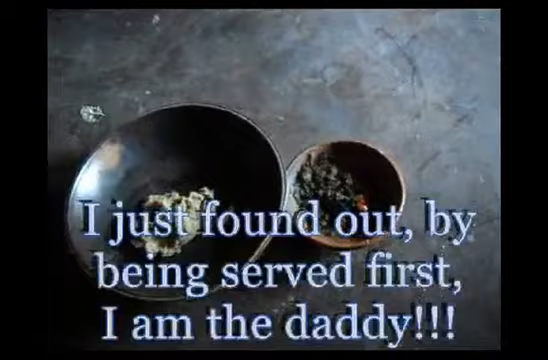 I just found out, by
being served first,
I am the daddy!!!